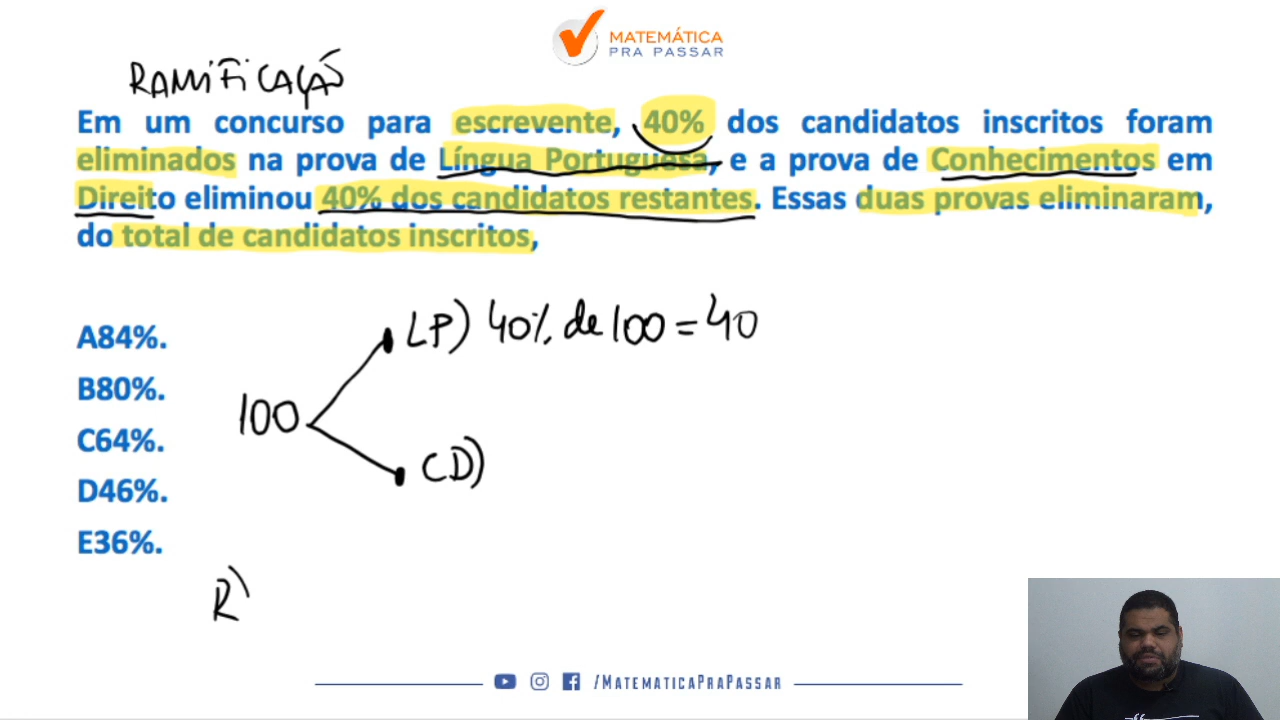 MATEMÁTICA
PRA PASSAR
RAMIFICAÇÃO
Em um concurso para escrevente, 40% dos candidatos inscritos foram
eliminados na prova de Língua Portuguesa, e a prova de Conhecimentos em
Direito eliminou 40% dos candidatos restantes. Essas duas provas eliminaram,
do total de candidatos inscritos,
A84%.
B80%.
C64%.
D46%.
E36%.
LP) 40% de 100 = 40
100
CD)
R)
/MATEMATICAPRAPASSAR